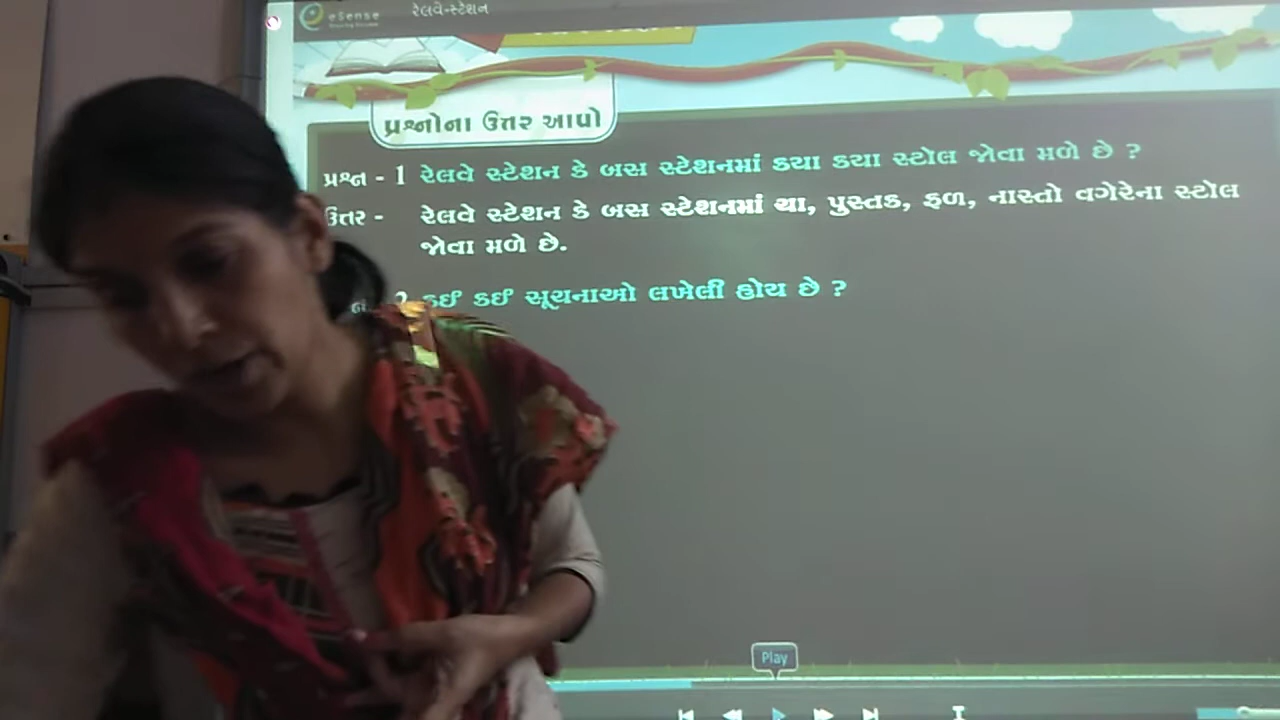 eSense
રેલવે-સ્ટેશન
પ્રશ્નોના ઉત્તર આપો
પ્રશ્ન - 1 રેલવે સ્ટેશન કે બસ સ્ટેશનમાં કયા કયા સ્ટોલ જોવા મળે છે ?
ઉત્તર - રેલવે સ્ટેશન કે બસ સ્ટેશનમાં ચા, પુસ્તક, ફળ, નાસ્તો વગેરેના સ્ટોલ
જોવા મળે છે.
2 કઈ કઈ સૂચનાઓ લખેલી હોય છે ?
Play